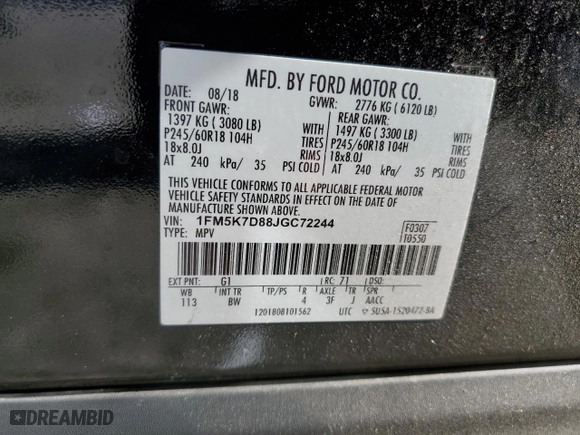 MFD. BY FORD MOTOR CO.
DATE: 08/18 GVWR: 2776 KG ( 6120 LB)
FRONT GAWR: REAR GAWR:
1397 KG ( 3080 LB) WITH 1497 KG ( 3300 LB) WITH
P245/60R18 104H TIRES P245/60R18 104H TIRES
18x8.0J RIMS 18x8.0J RIMS
AT 240 kPa/ 35 PSI COLD AT 240 kPa/ 35 PSI COLD
THIS VEHICLE CONFORMS TO ALL APPLICABLE FEDERAL MOTOR
VEHICLE SAFETY STANDARDS IN EFFECT ON THE DATE OF
MANUFACTURE SHOWN ABOVE.
VIN: 1FM5K7D88JGC72244 F0307
TYPE: MPV IT0550
EXT PNT: G1 RC: 71 DSO:
WB INT TR TP/PS R AXLE TR SPR
113 BW 4 3F J AACC
1201808101562 UTC 5USA-1520472-BA
DREAMBID